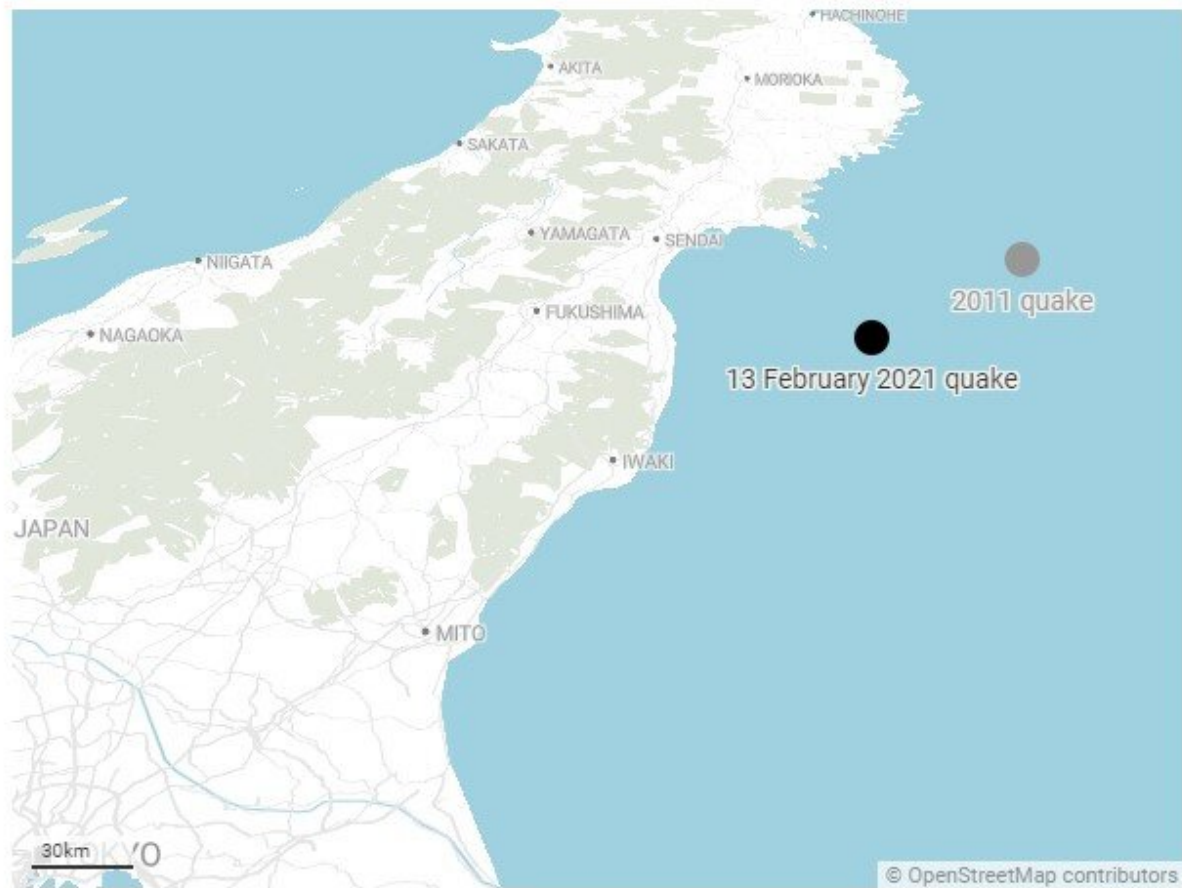 HACHINOHE
AKITA
MORIOKA
SAKATA
YAMAGATA
SENDAI
NIIGATA
2011 quake
FUKUSHIMA
NAGAOKA
13 February 2021 quake
IWAKI
JAPAN
MITO
30km
TOKYO
© OpenStreetMap contributors